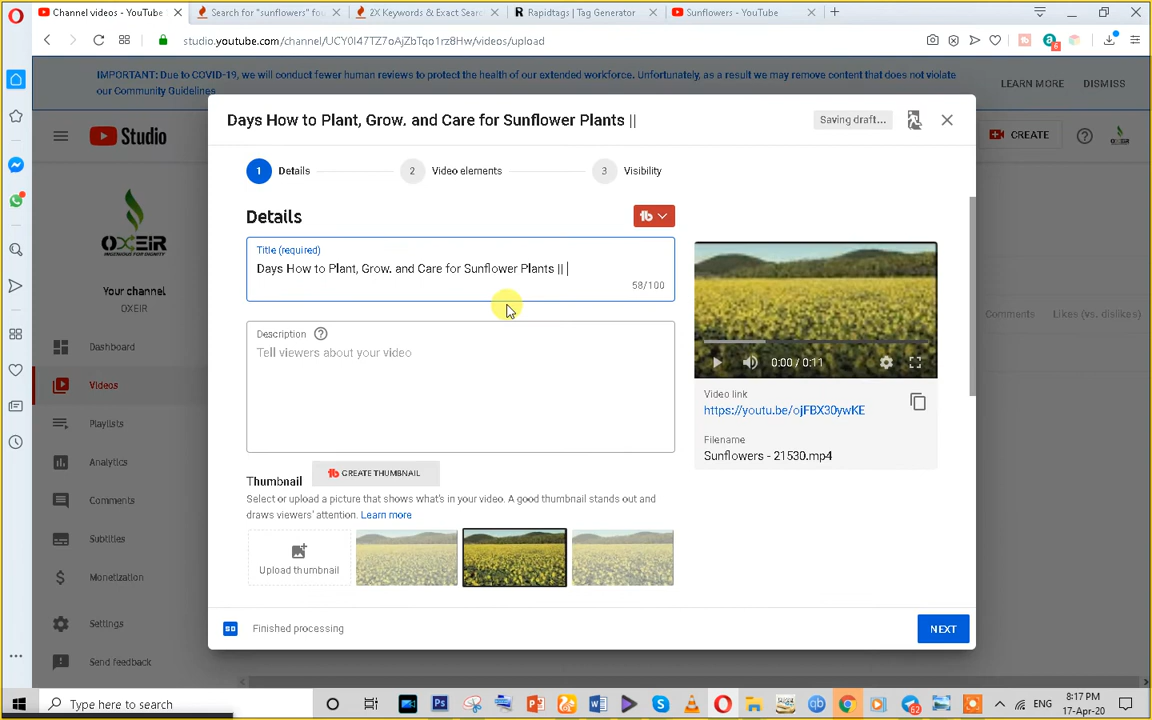 Channel videos - YouTube
Search for "sunflowers" fou
2X Keywords & Exact Sear
Rapidtags | Tag Generator
Sunflowers - YouTube
studio.youtube.com/channel/UCY0I47TZ7oAjZbTqo1rz8Hw/videos/upload
6
IMPORTANT: Due to COVID-19, we will conduct fewer human reviews to protect the health of our extended workforce. Unfortunately, as a result we may remove content that does not violate
our Community Guidelines
LEARN MORE
DISMISS
Studio
CREATE
Days How to Plant, Grow. and Care for Sunflower Plants ||
Saving draft...
1 Details
2 Video elements
3 Visibility
OXEIR
Your channel
OXEIR
Dashboard
Videos
Playlists
Analytics
Comments
Subtitles
Monetization
Settings
Send feedback
Details
tb
Title (required)
Days How to Plant, Grow. and Care for Sunflower Plants ||
58/100
Description
Tell viewers about your video
0:00 / 0:11
Video link
https://youtu.be/ojFBX30ywKE
Filename
Sunflowers - 21530.mp4
Comments
Likes (vs. dislikes)
Thumbnail
tb CREATE THUMBNAIL
Select or upload a picture that shows what's in your video. A good thumbnail stands out and
draws viewers' attention. Learn more
Upload thumbnail
SD Finished processing
NEXT
Type here to search
Ps
62
ENG
8:17 PM
17-Apr-20